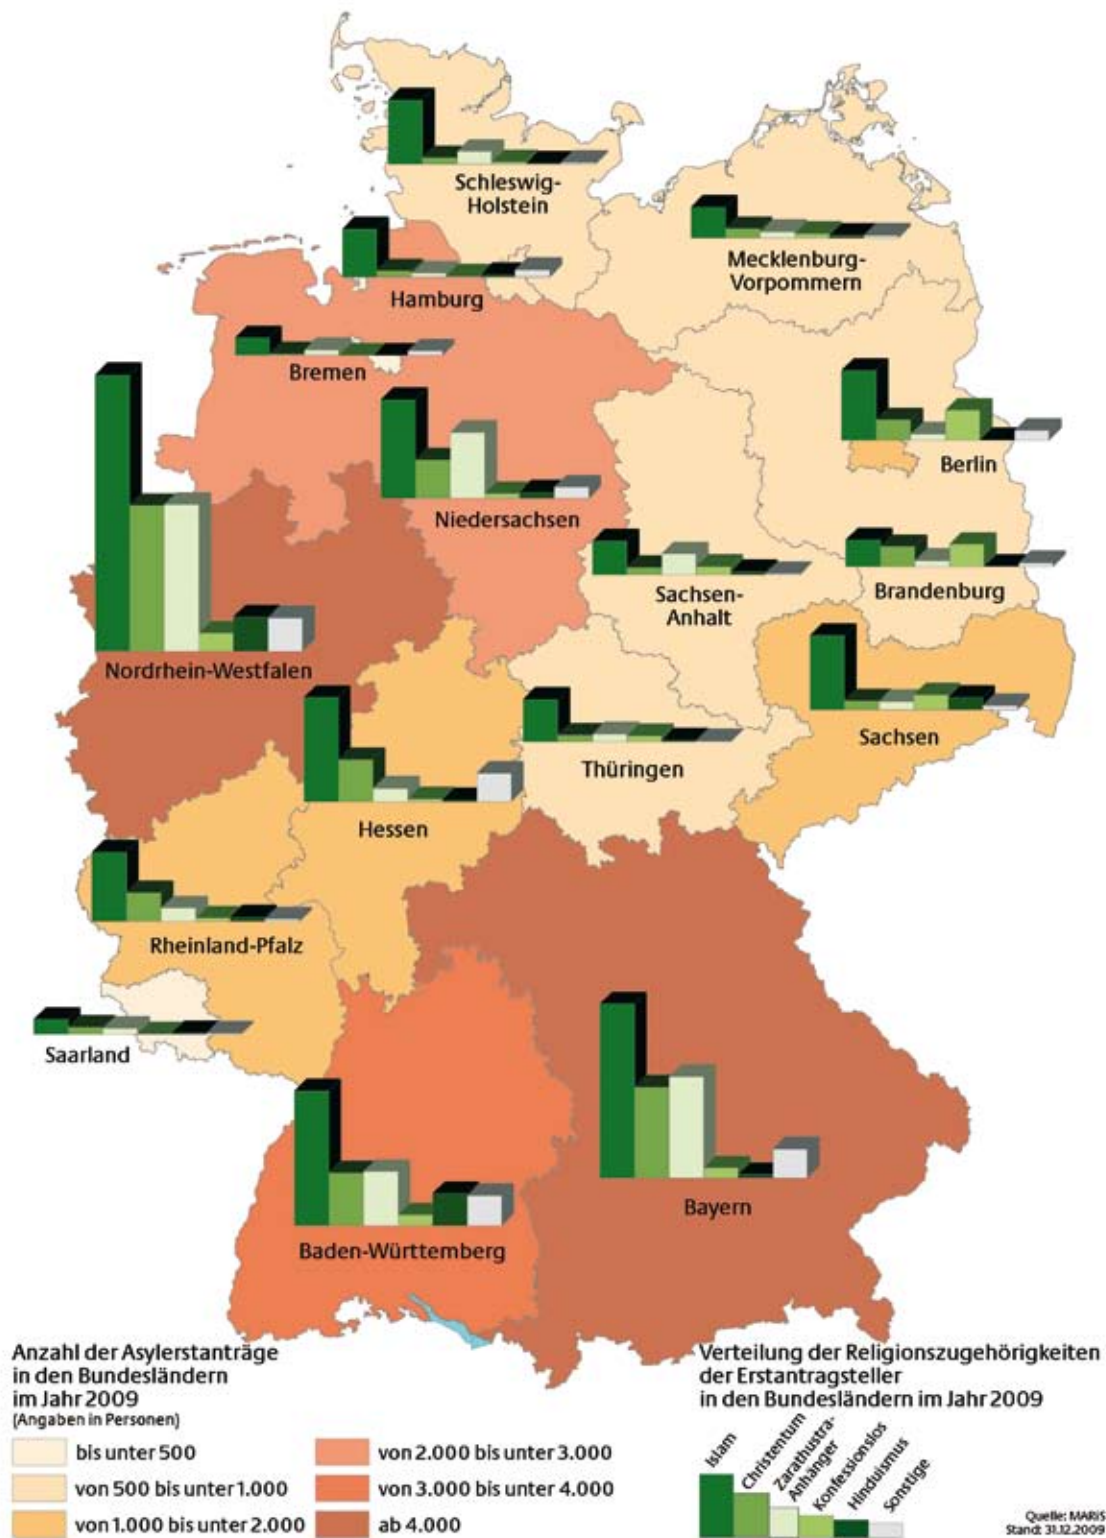 Schleswig-
Holstein
Mecklenburg-
Vorpommern
Hamburg
Bremen
Berlin
Niedersachsen
Sachsen-
Anhalt
Brandenburg
Nordrhein-Westfalen
Sachsen
Thüringen
Hessen
Rheinland-Pfalz
Saarland
Bayern
Baden-Württemberg
Anzahl der Asylerstanträge
in den Bundesländern
im Jahr 2009
(Angaben in Personen)
bis unter 500
von 500 bis unter 1.000
von 1.000 bis unter 2.000
von 2.000 bis unter 3.000
von 3.000 bis unter 4.000
ab 4.000
Verteilung der Religionszugehörigkeiten
der Erstantragsteller
in den Bundesländern im Jahr 2009
Islam
Christentum
Zarathustra-
Anhänger
Konfessionslos
Hinduismus
Sonstige
Quelle: MARiS
Stand: 31.12.2009